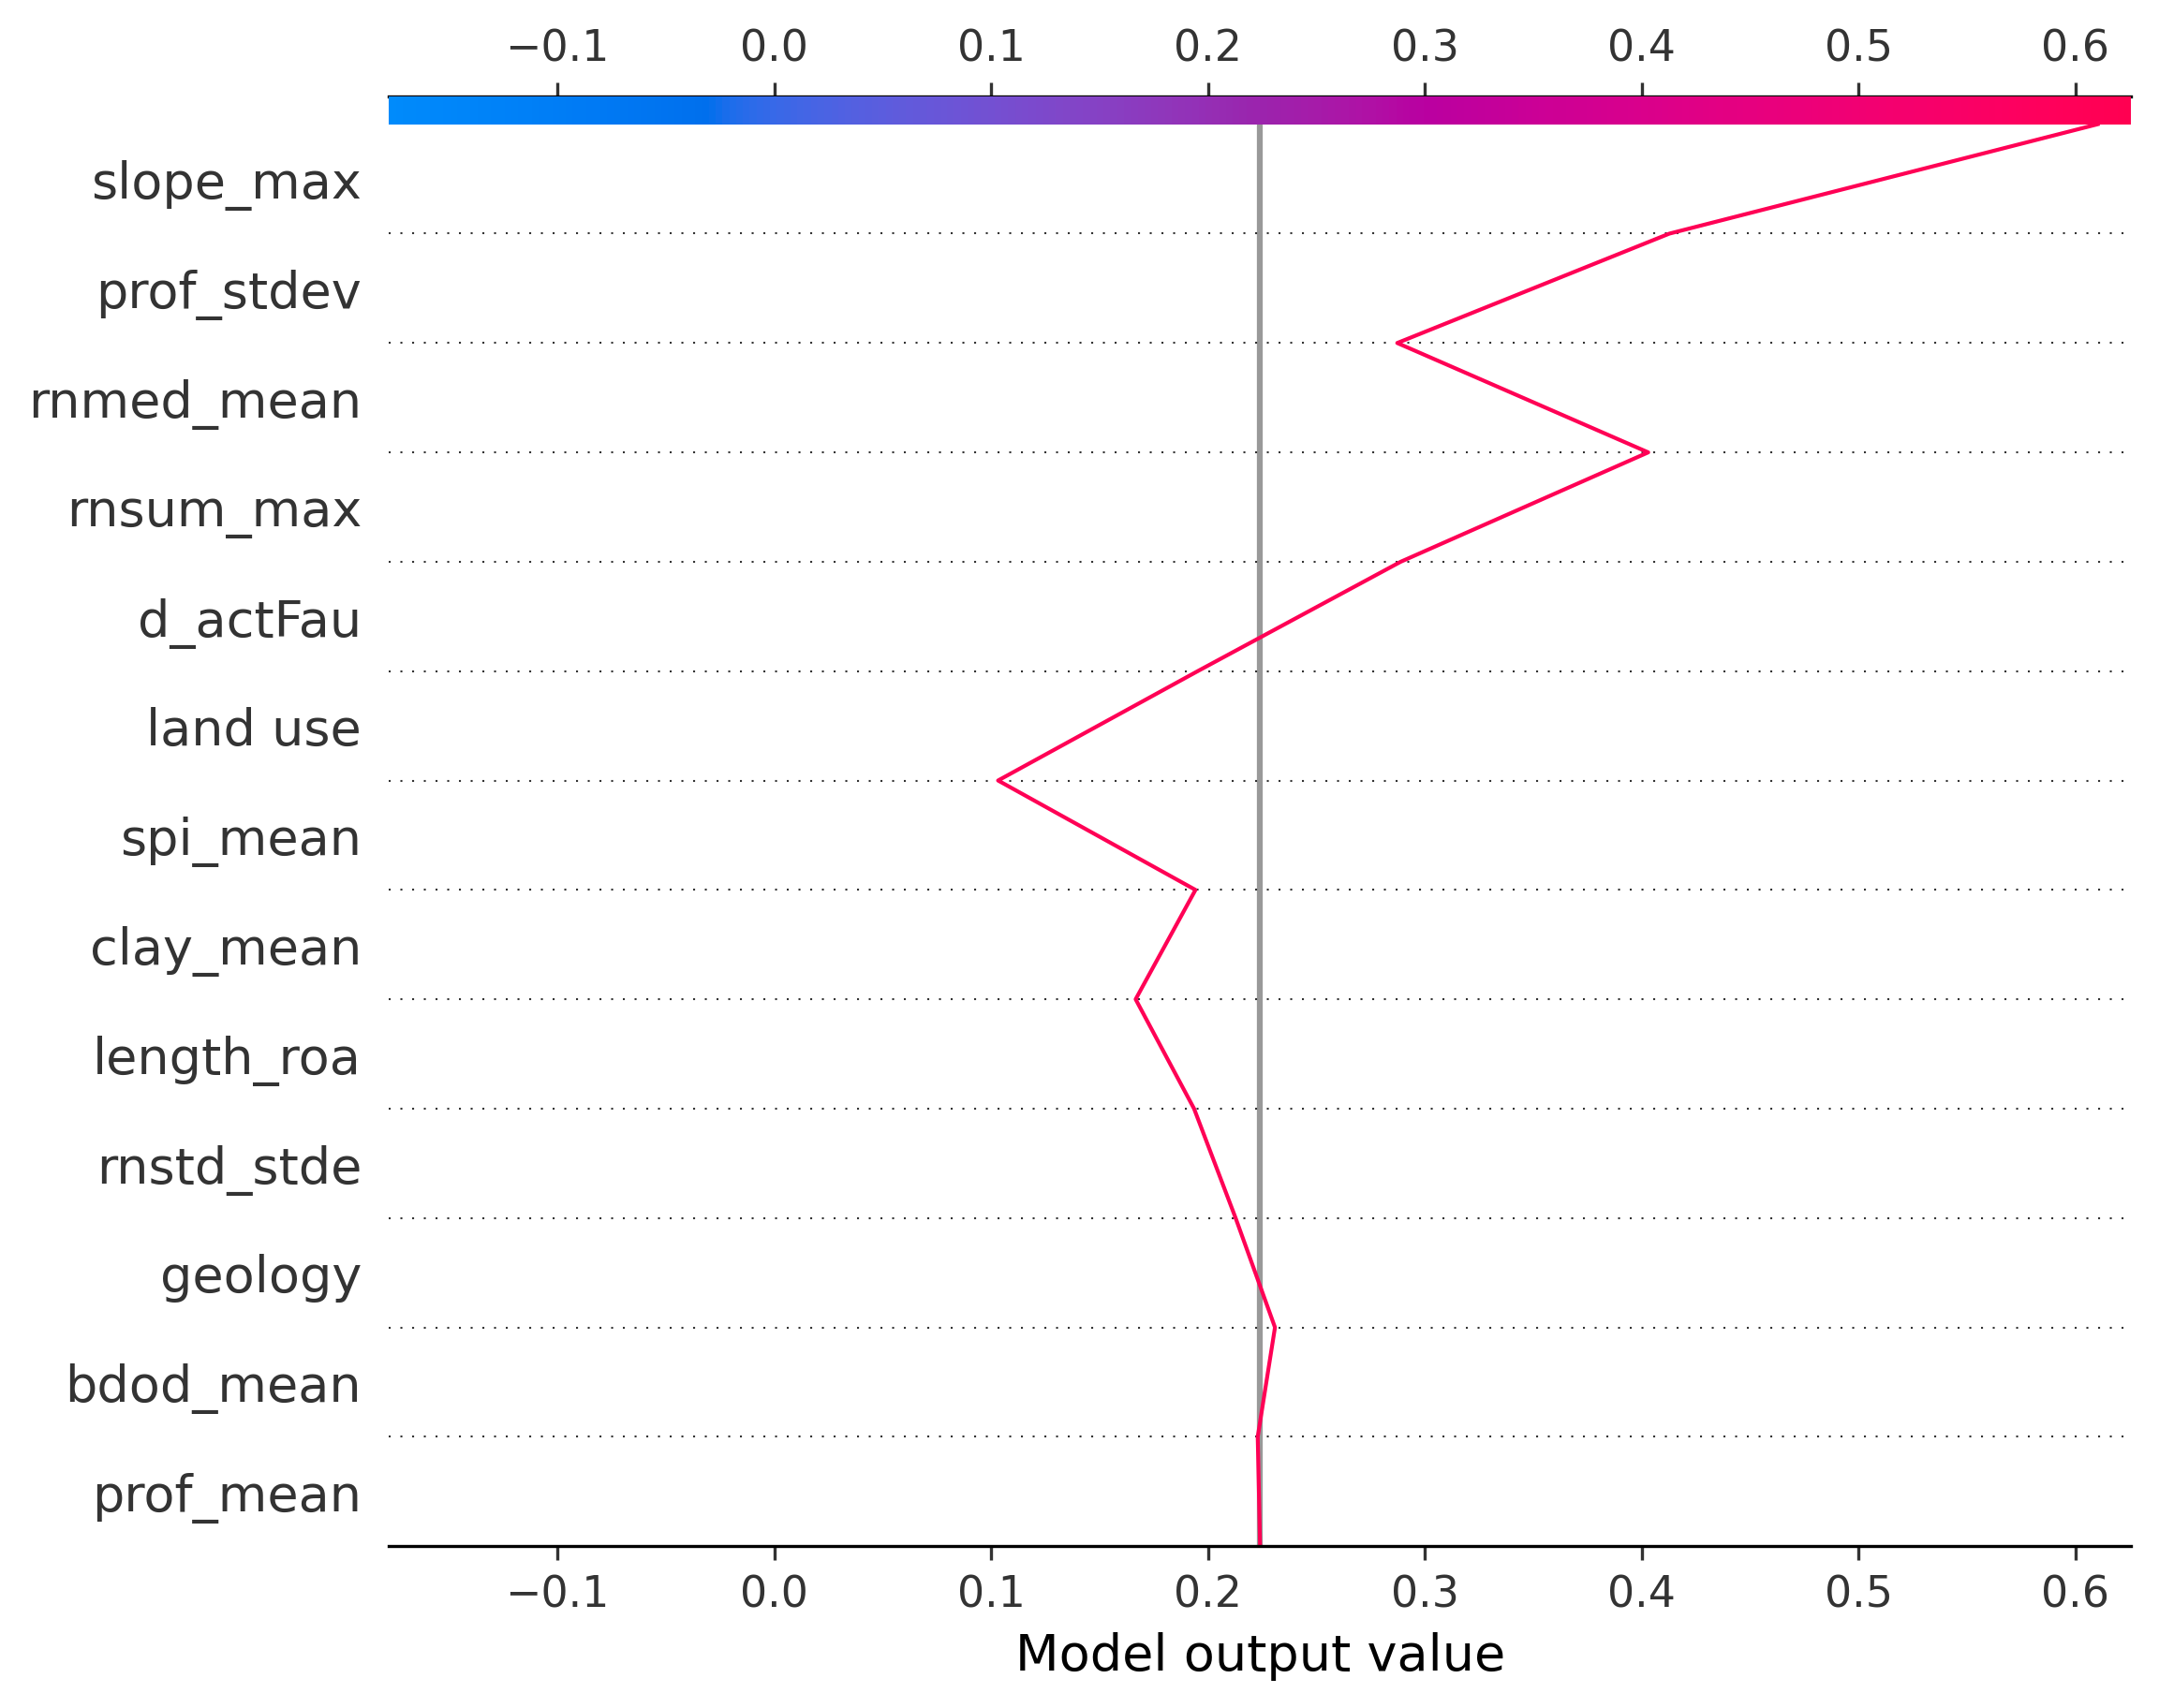 −0.1 0.0 0.1 0.2 0.3 0.4 0.5 0.6
slope_max
prof_stdev
rnmed_mean
rnsum_max
d_actFau
land use
spi_mean
clay_mean
length_roa
rnstd_stde
geology
bdod_mean
prof_mean
−0.1 0.0 0.1 0.2 0.3 0.4 0.5 0.6
Model output value